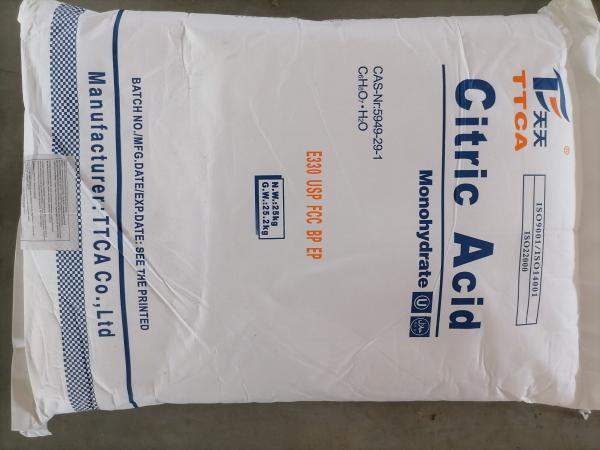 天天
®
TTCA
ISO9001/ISO14001
ISO22000
Citric Acid
Monohydrate
U
CAS-Nr:5949-29-1
C₆H₈O₇·H₂O
E330 USP FCC BP EP
N.W.:25kg
G.W.:25.2kg
BATCH NO./MFG.DATE/EXP.DATE: SEE THE PRINTED
Manufacturer: TTCA Co.,Ltd